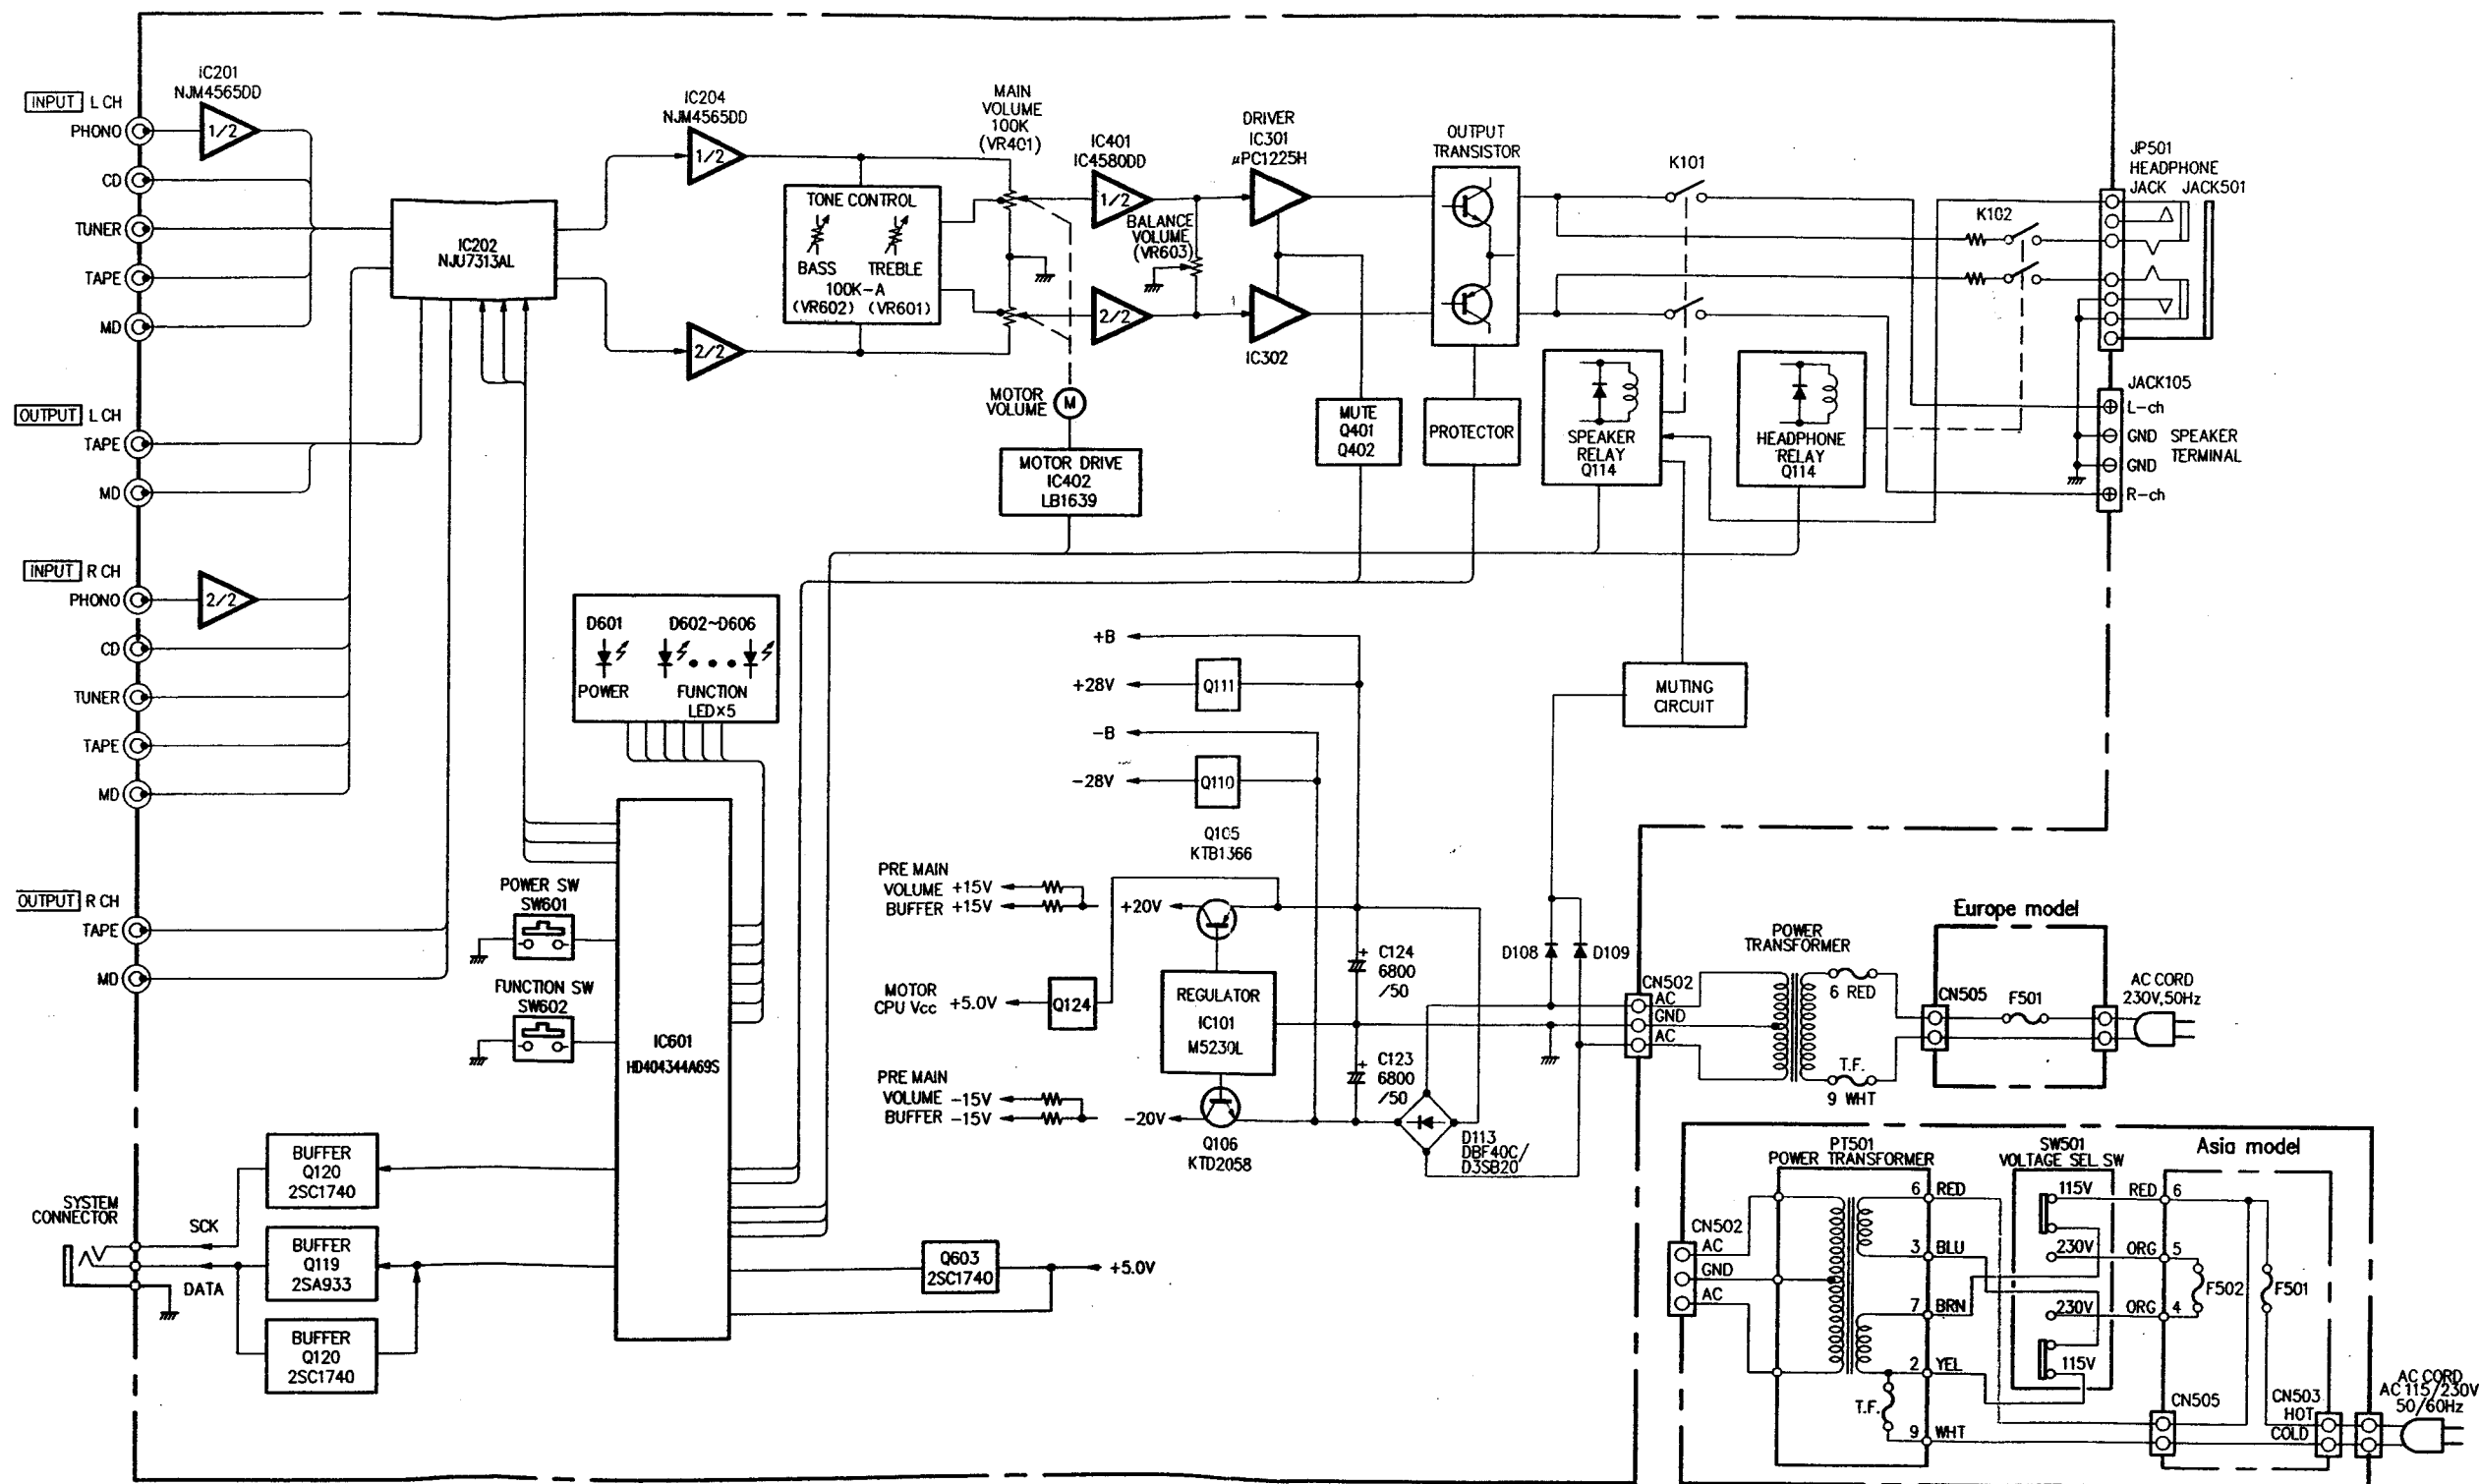 INPUT L CH
PHONO
CD
TUNER
TAPE
MD
IC201
NJM4565DD
1/2
IC202
NJU7313AL
IC204
NJM4565DD
1/2
2/2
TONE CONTROL
BASS TREBLE
100K-A
(VR602) (VR601)
MAIN
VOLUME
100K
(VR401)
IC401
IC4580DD
1/2
2/2
BALANCE
VOLUME
(VR603)
DRIVER
IC301
µPC1225H
IC302
OUTPUT
TRANSISTOR
K101
K102
JP501
HEADPHONE
JACK JACK501
MOTOR
VOLUME
M
MOTOR DRIVE
IC402
LB1639
MUTE
Q401
Q402
PROTECTOR
SPEAKER
RELAY
Q114
HEADPHONE
RELAY
Q114
JACK105
L-ch
GND
GND
R-ch
SPEAKER
TERMINAL
OUTPUT L CH
TAPE
MD
INPUT R CH
PHONO
CD
TUNER
TAPE
MD
2/2
OUTPUT R CH
TAPE
MD
D601
POWER
D602~D606
FUNCTION
LED×5
+B
+28V
Q111
-B
-28V
Q110
MUTING
CIRCUIT
Q105
KTB1366
PRE MAIN
VOLUME +15V
BUFFER +15V
+20V
MOTOR
CPU Vcc +5.0V
Q124
REGULATOR
IC101
M5230L
PRE MAIN
VOLUME -15V
BUFFER -15V
-20V
Q106
KTD2058
C124
6800
/50
C123
6800
/50
D108
D109
D113
DBF40C/
D3SB20
POWER SW
SW601
FUNCTION SW
SW602
IC601
HD404344A69S
BUFFER
Q120
2SC1740
BUFFER
Q119
2SA933
BUFFER
Q120
2SC1740
SYSTEM
CONNECTOR
SCK
DATA
Q603
2SC1740
+5.0V
CN502
AC
GND
AC
POWER
TRANSFORMER
6 RED
T.F.
9 WHT
Europe model
CN505
F501
AC CORD
230V,50Hz
Asia model
PT501
POWER TRANSFORMER
SW501
VOLTAGE SEL SW
CN502
AC
GND
AC
6 RED
3 BLU
7 BRN
2 YEL
T.F.
9 WHT
115V
230V
230V
115V
RED 6
ORG 5
ORG 4
F502
F501
CN505
CN503
HOT
COLD
AC CORD
AC 115/230V
50/60Hz